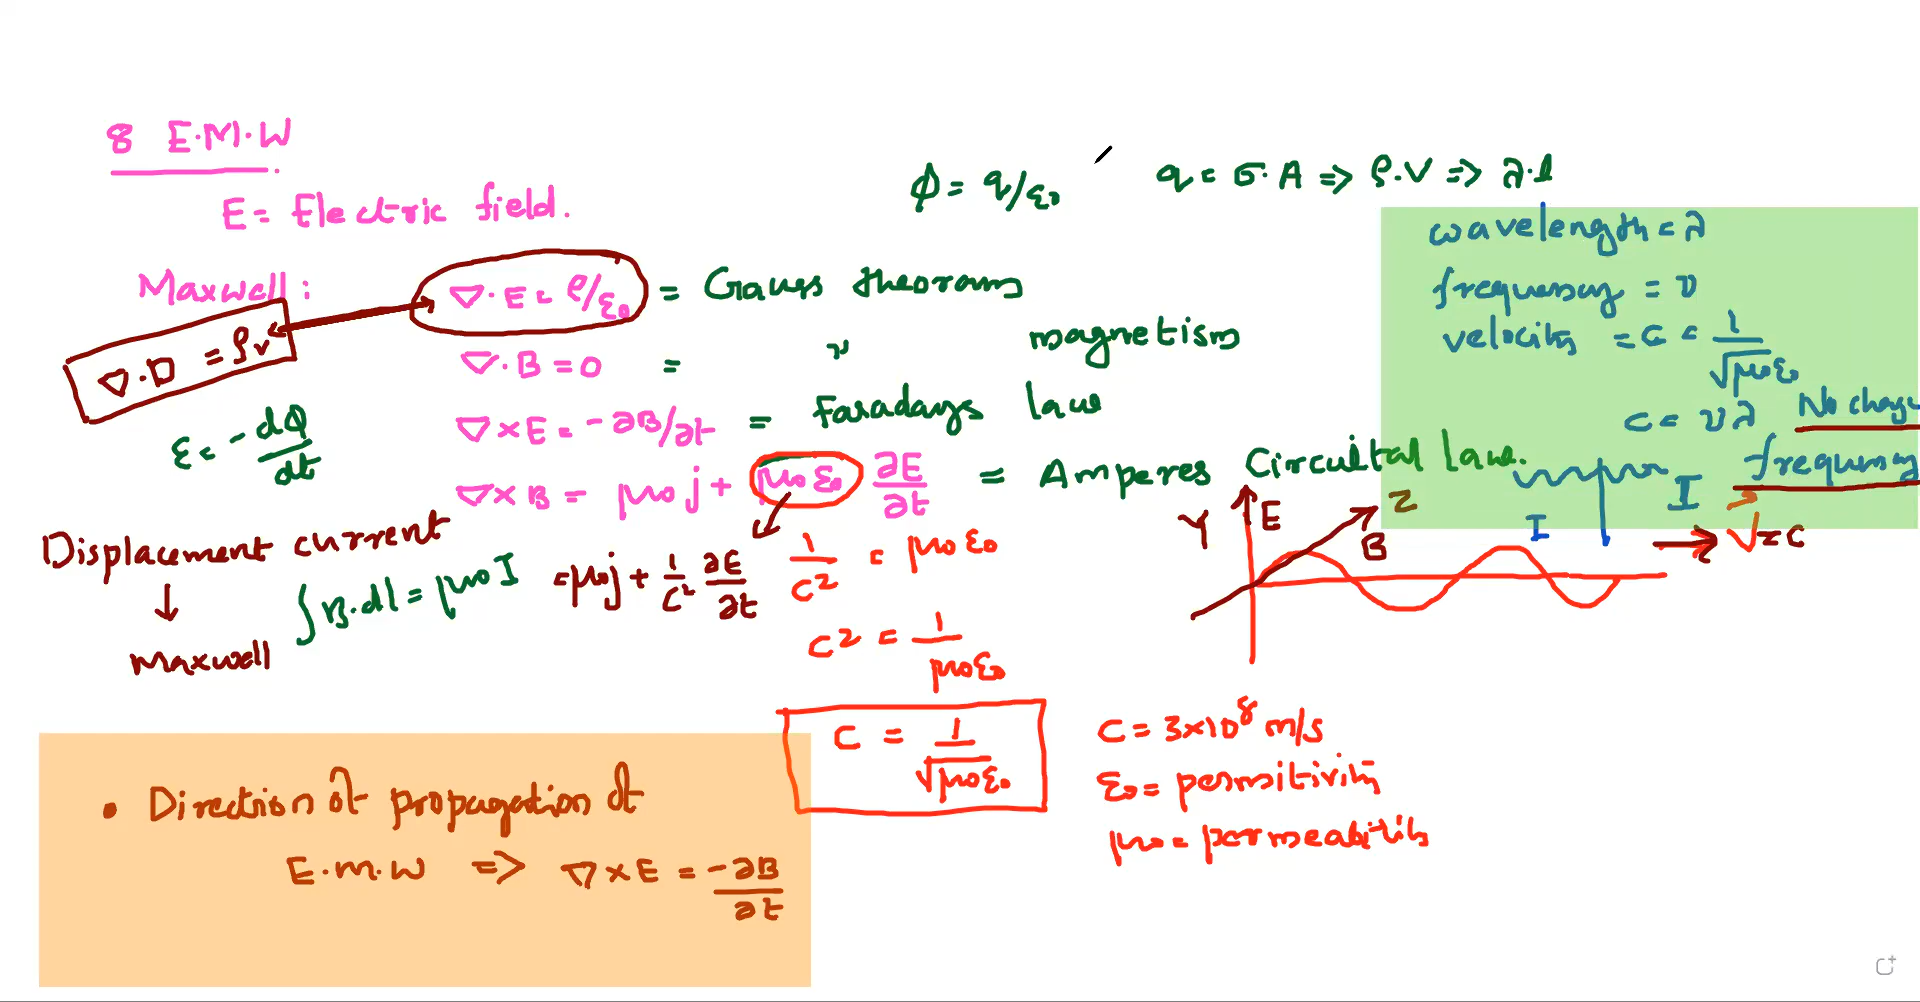 8 E.M.W
E = Electric field.
φ = q/ε₀
q = σ.A => ρ.V => λ.l
Maxwell :
∇.E = ρ/ε₀ = Gauss theorams
∇.D = ρv
∇.B = 0 = " magnetism
∇×E = -∂B/∂t = Faradays law
ε = -dφ/dt
∇×B = μ₀j + μ₀ε₀ ∂E/∂t = Amperes Circuital law.
Displacement current
↓
Maxwell
∫B.dl = μ₀I
= μ₀j + 1/c² ∂E/∂t
1/c² = μ₀ε₀
c² = 1/μ₀ε₀
C = 1/√μ₀ε₀
wavelength = λ
frequency = ν
velocity = C = 1/√μ₀ε₀
C = νλ
No change
frequency
I
I
Y E
Z
B
V = C
C = 3×10⁸ m/s
ε₀ = permitivity
μ₀ = permeability
• Direction of propagation of
E.M.W => ∇×E = -∂B/∂t